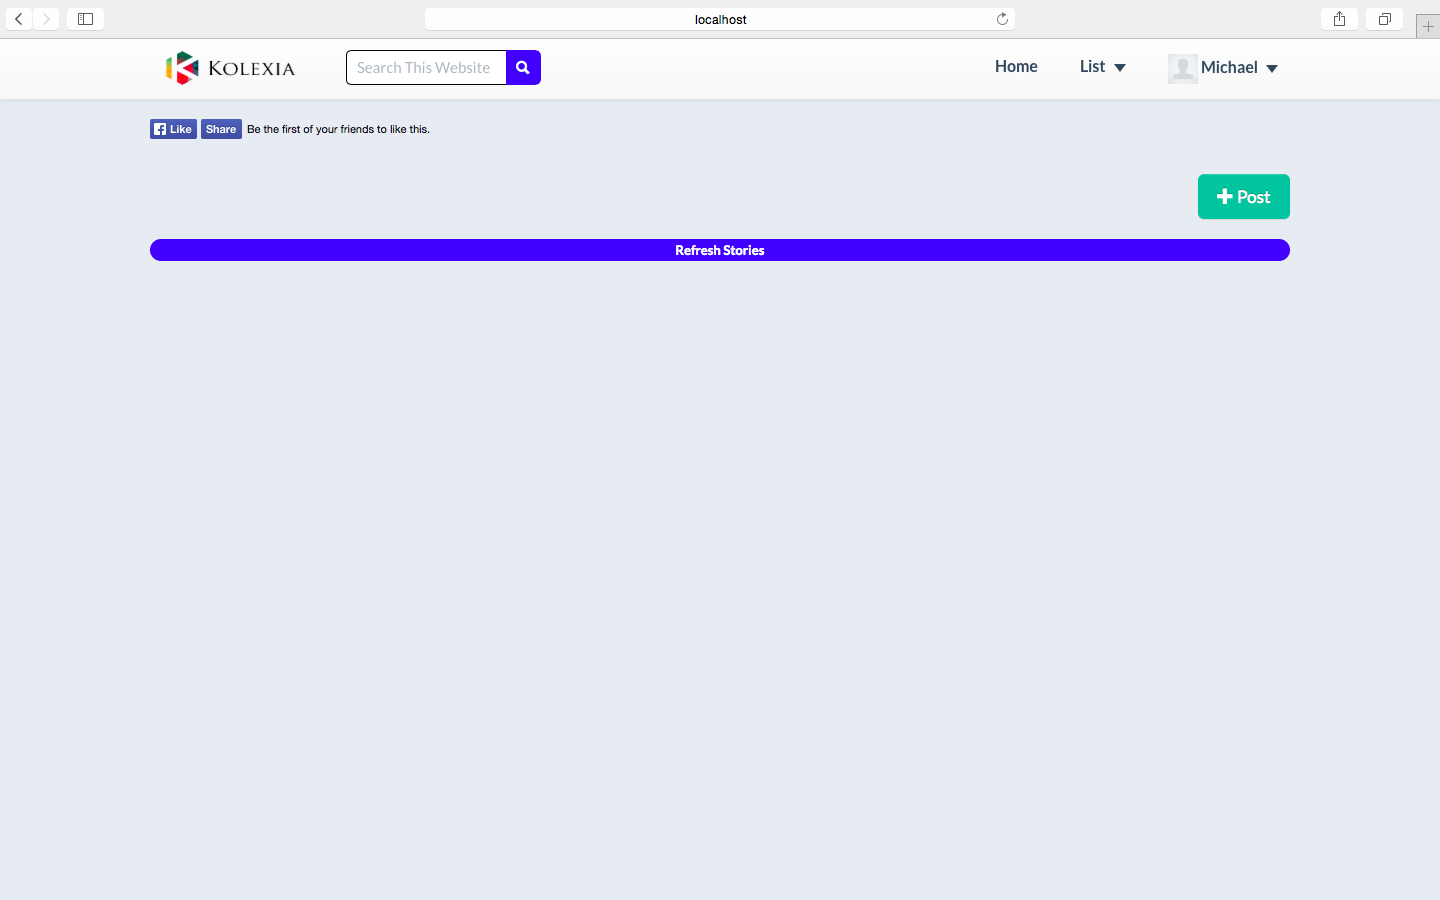 localhost
KOLEXIA
Search This Website
Home
List
Michael
Like
Share
Be the first of your friends to like this.
Post
Refresh Stories